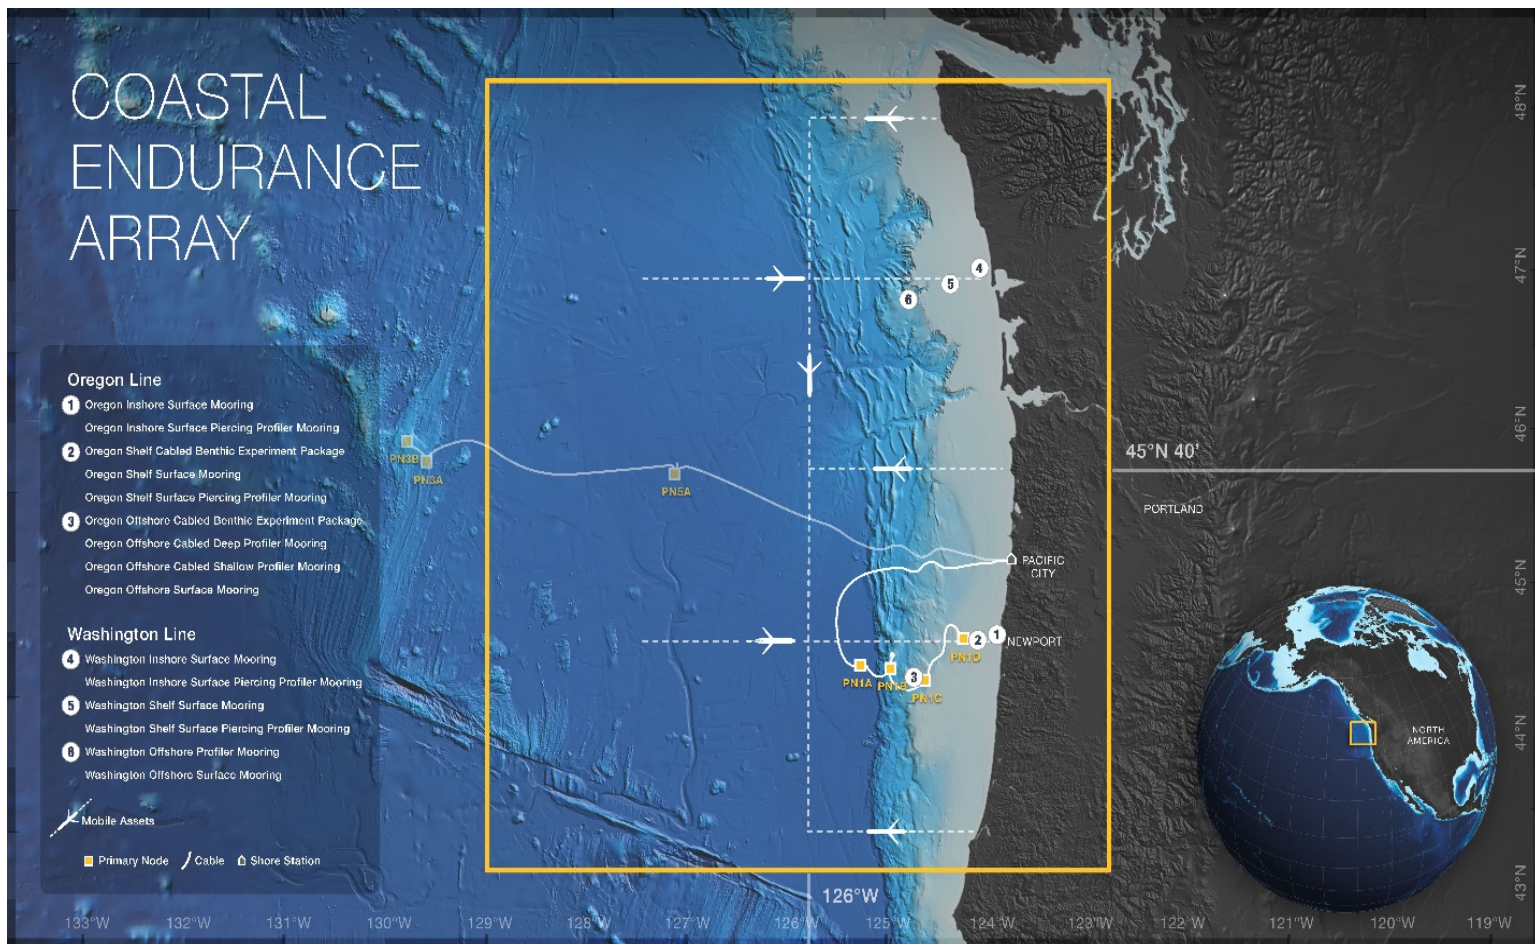 COASTAL
ENDURANCE
ARRAY
Oregon Line
1 Oregon Inshore Surface Mooring
Oregon Inshore Surface Piercing Profiler Mooring
2 Oregon Shelf Cabled Benthic Experiment Package
Oregon Shelf Surface Mooring
Oregon Shelf Surface Piercing Profiler Mooring
3 Oregon Offshore Cabled Benthic Experiment Package
Oregon Offshore Cabled Deep Profiler Mooring
Oregon Offshore Cabled Shallow Profiler Mooring
Oregon Offshore Surface Mooring
Washington Line
4 Washington Inshore Surface Mooring
Washington Inshore Surface Piercing Profiler Mooring
5 Washington Shelf Surface Mooring
Washington Shelf Surface Piercing Profiler Mooring
6 Washington Offshore Profiler Mooring
Washington Offshore Surface Mooring
Mobile Assets
Primary Node
Cable
Shore Station
4
5
6
PN3B
PN3A
PN5A
45°N 40'
PORTLAND
PACIFIC
CITY
1
2
NEWPORT
PN1D
3
PN1A
PN1B
PN1C
NORTH
AMERICA
126°W
48°N
47°N
46°N
45°N
44°N
43°N
133°W
132°W
131°W
130°W
129°W
128°W
127°W
126°W
125°W
124°W
123°W
122°W
121°W
120°W
119°W